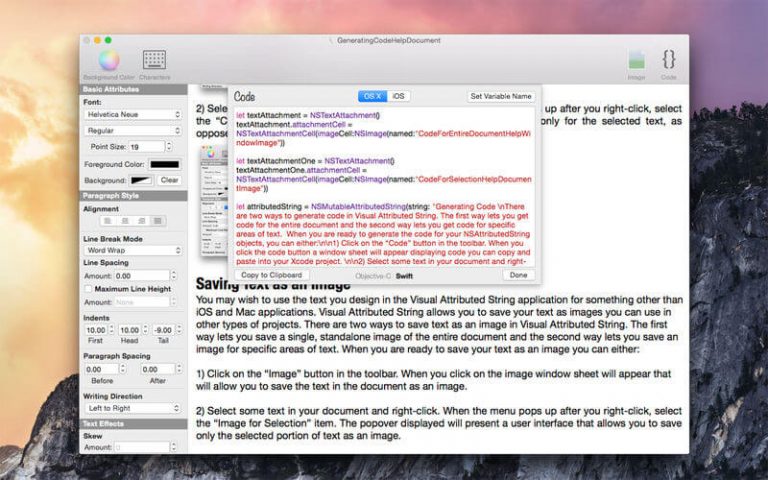 GeneratingCodeHelpDocument
Background Color
Characters
Image
Code
Basic Attributes
Font:
Helvetica Neue
Regular
Point Size: 19
Foreground Color:
Background:
Clear
Paragraph Style
Alignment
Line Break Mode
Word Wrap
Line Spacing
Amount: 0.00
Maximum Line Height
Amount: None
Indents
10.00 10.00 -9.00
First Head Tail
Paragraph Spacing
0.00 0.00
Before After
Writing Direction
Left to Right
Text Effects
Skew
Amount: 0
2) Selec
the "C
oppose
up after you right-click, select
only for the selected text, as
Code
OS X
iOS
Set Variable Name
let textAttachment = NSTextAttachment()
textAttachment.attachmentCell =
NSTextAttachmentCell(imageCell:NSImage(named:"CodeForEntireDocumentHelpWi
ndowImage"))
let textAttachmentOne = NSTextAttachment()
textAttachmentOne.attachmentCell =
NSTextAttachmentCell(imageCell:NSImage(named:"CodeForSelectionHelpDocumen
tImage"))
let attributedString = NSMutableAttributedString(string: "Generating Code \nThere
are two ways to generate code in Visual Attributed String. The first way lets you get
code for the entire document and the second way lets you get code for specific
areas of text.  When you are ready to generate the code for your NSAttributedString
objects, you can either:\n\n1) Click on the "Code" button in the toolbar. When you
click the code button a window sheet will appear displaying code you can copy and
paste into your Xcode project. \n\n2) Select some text in your document and right-
Copy to Clipboard
Objective-C
Swift
Done
Saving Text as an Image
You may wish to use the text you design in the Visual Attributed String application for something other than
iOS and Mac applications. Visual Attributed String allows you to save your text as images you can use in
other types of projects. There are two ways to save text as an image in Visual Attributed String. The first
way lets you save a single, standalone image of the entire document and the second way lets you save an
image for specific areas of text. When you are ready to save your text as an image you can either:
1) Click on the "Image" button in the toolbar. When you click on the image window sheet will appear that
will allow you to save the text in the document as an image.
2) Select some text in your document and right-click. When the menu pops up after you right-click, select
the "Image for Selection" item. The popover displayed will present a user interface that allows you to save
only the selected portion of text as an image.